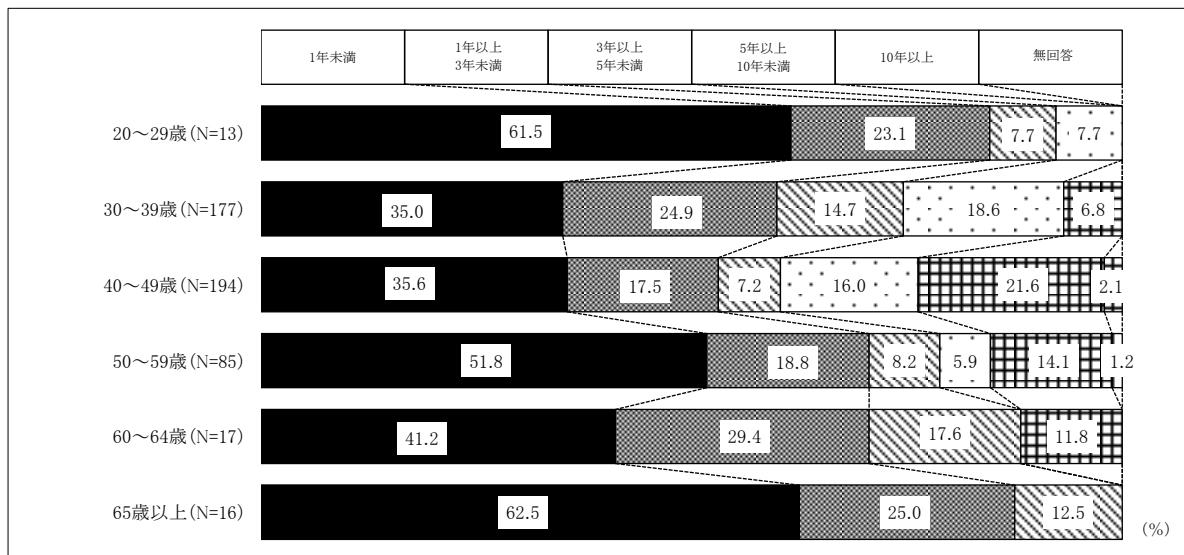 1年未満
1年以上
3年未満
3年以上
5年未満
5年以上
10年未満
10年以上
無回答
20～29歳(N=13)
61.5
23.1
7.7
7.7
30～39歳(N=177)
35.0
24.9
14.7
18.6
6.8
40～49歳(N=194)
35.6
17.5
7.2
16.0
21.6
2.1
50～59歳(N=85)
51.8
18.8
8.2
5.9
14.1
1.2
60～64歳(N=17)
41.2
29.4
17.6
11.8
65歳以上(N=16)
62.5
25.0
12.5
(%)